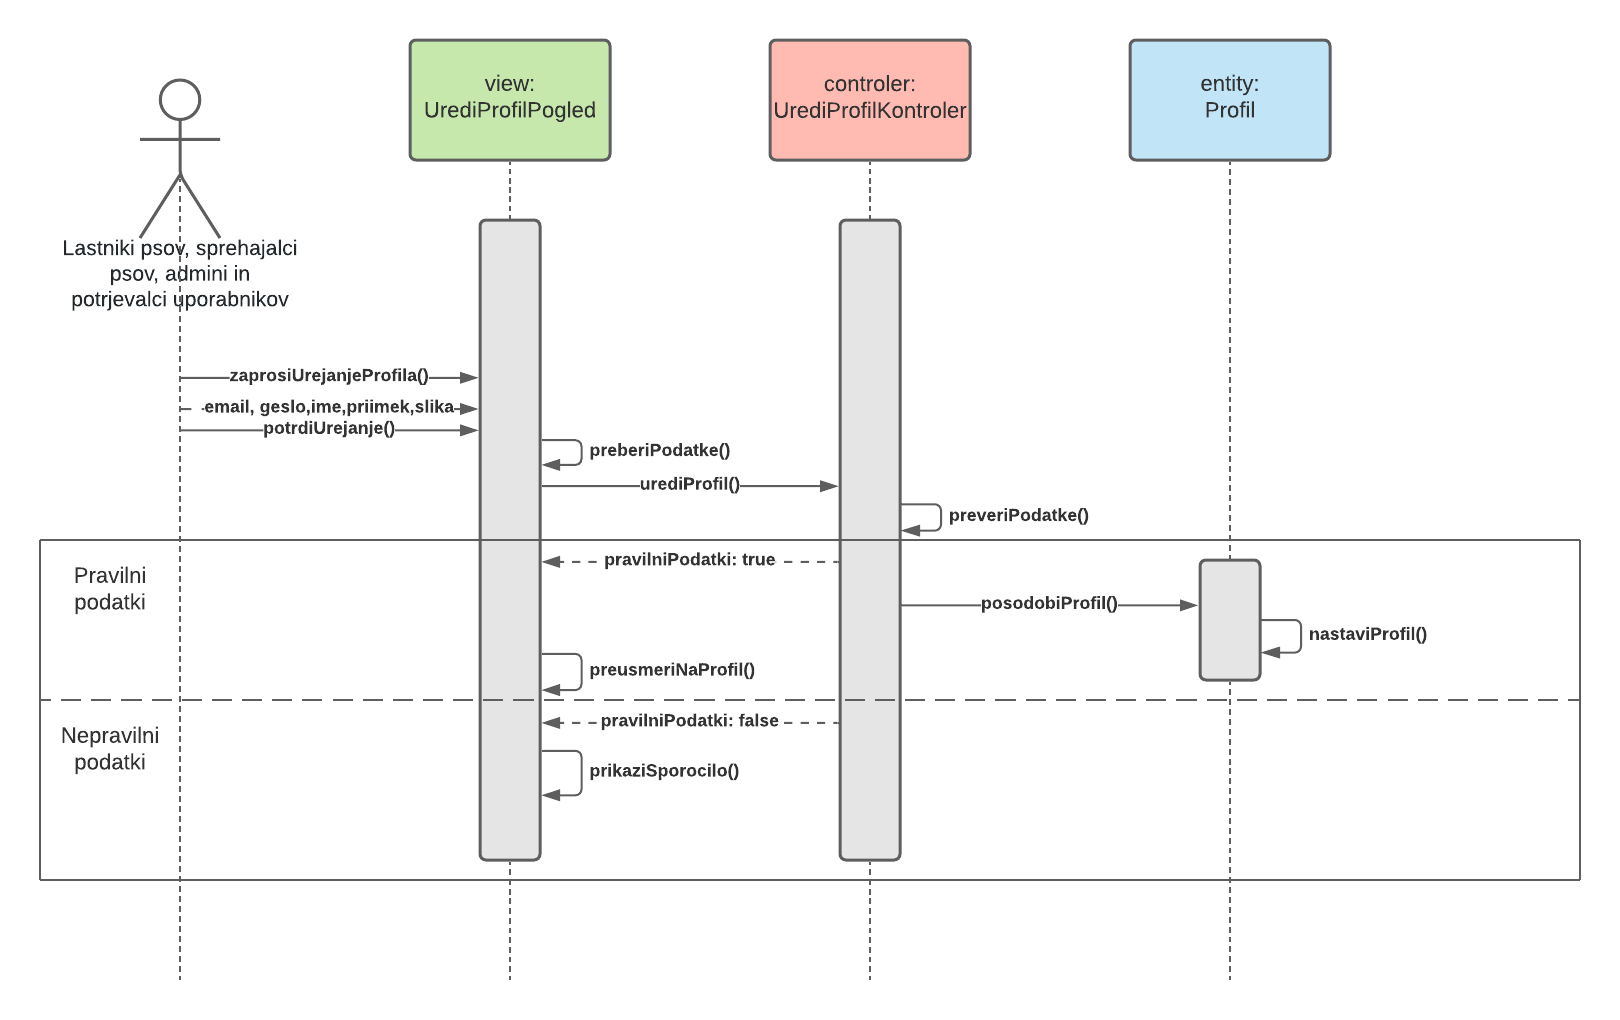 view:
UrediProfilPogled
controler:
UrediProfilKontroler
entity:
Profil
Lastniki psov, sprehajalci
psov, admini in
potrjevalci uporabnikov
zaprosiUrejanjeProfila()
email, geslo,ime,priimek,slika
potrdiUrejanje()
preberiPodatke()
urediProfil()
preveriPodatke()
Pravilni
podatki
pravilniPodatki: true
posodobiProfil()
nastaviProfil()
preusmeriNaProfil()
Nepravilni
podatki
pravilniPodatki: false
prikaziSporocilo()